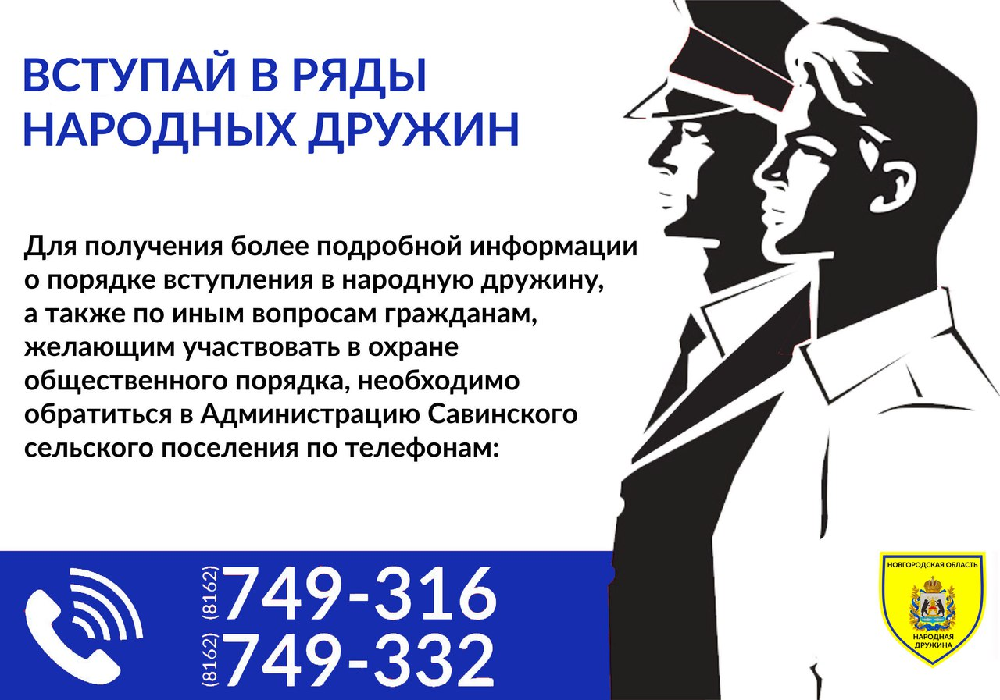 ВСТУПАЙ В РЯДЫ
НАРОДНЫХ ДРУЖИН
Для получения более подробной информации
о порядке вступления в народную дружину,
а также по иным вопросам гражданам,
желающим участвовать в охране
общественного порядка, необходимо
обратиться в Администрацию Савинского
сельского поселения по телефонам:
(8162) 749-316
(8162) 749-332
НОВГОРОДСКАЯ ОБЛАСТЬ
НАРОДНАЯ
ДРУЖИНА